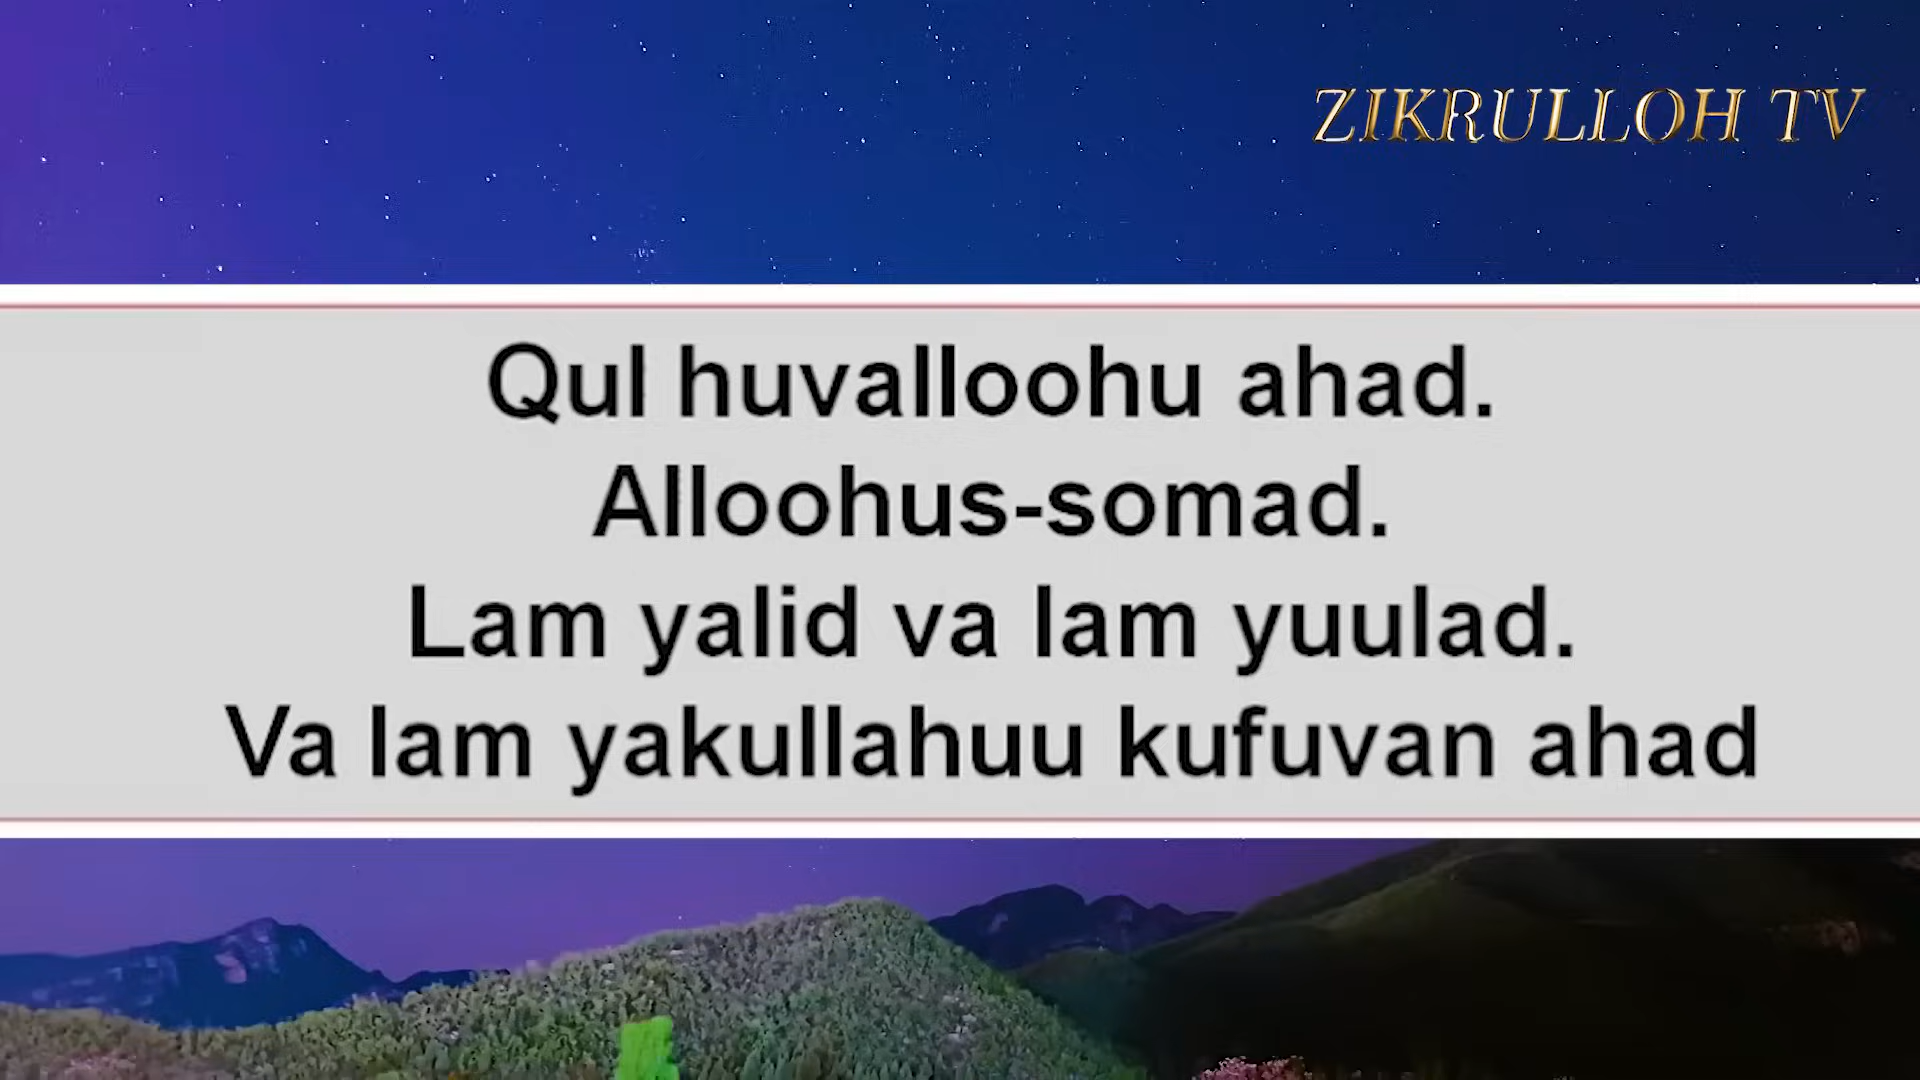 ZIKRULLOH TV
Qul huvalloohu ahad.
Alloohus-somad.
Lam yalid va lam yuulad.
Va lam yakullahuu kufuvan ahad